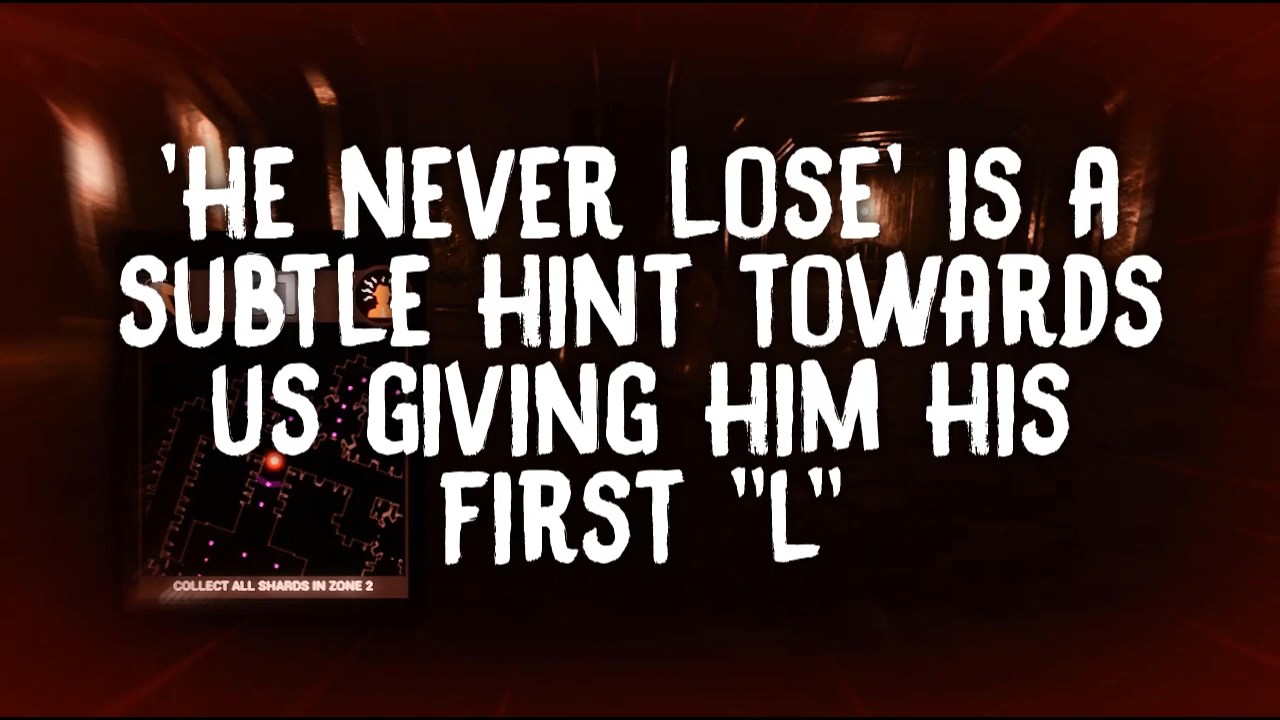 'HE NEVER LOSE' IS A
SUBTLE HINT TOWARDS
US GIVING HIM HIS
FIRST "L"
COLLECT ALL SHARDS IN ZONE 2